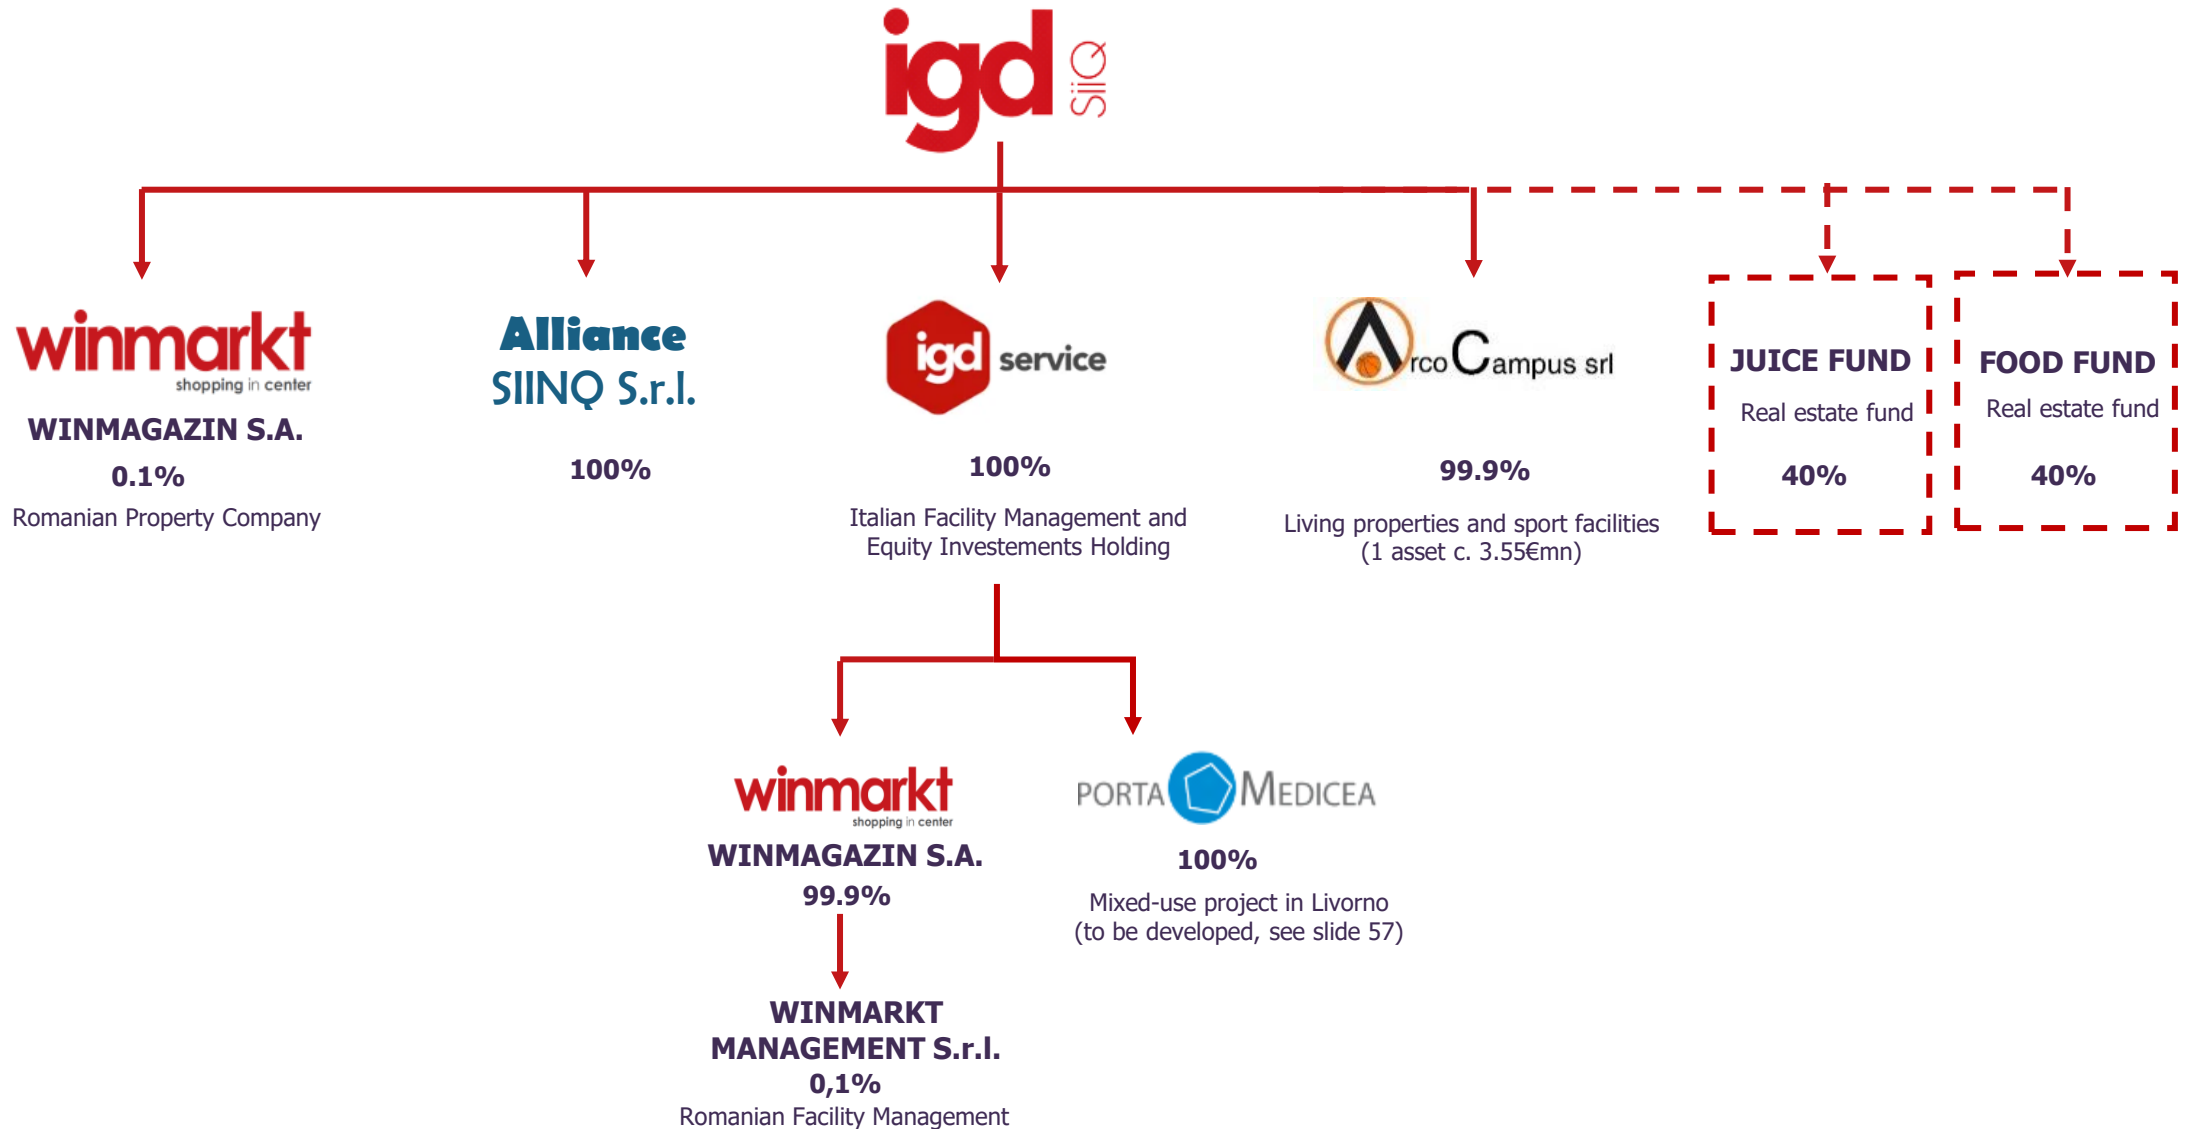 igd SiiQ
winmarkt
shopping in center
WINMAGAZIN S.A.
0.1%
Romanian Property Company
Alliance
SIINQ S.r.l.
100%
igd service
100%
Italian Facility Management and
Equity Investements Holding
Arco Campus srl
99.9%
Living properties and sport facilities
(1 asset c. 3.55€mn)
JUICE FUND
Real estate fund
40%
FOOD FUND
Real estate fund
40%
winmarkt
shopping in center
WINMAGAZIN S.A.
99.9%
PORTA MEDICEA
100%
Mixed-use project in Livorno
(to be developed, see slide 57)
WINMARKT
MANAGEMENT S.r.l.
0,1%
Romanian Facility Management